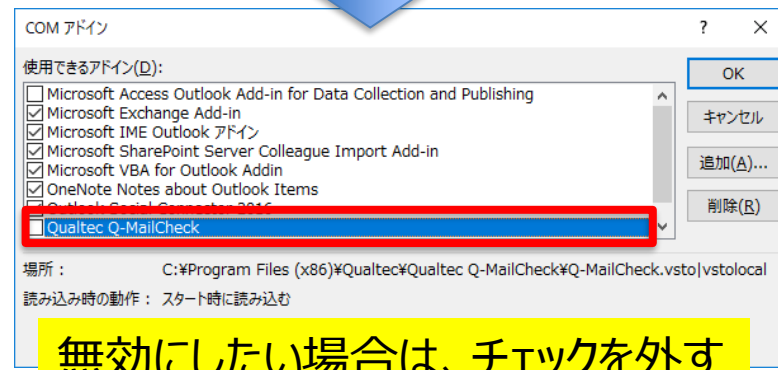 COM アドイン ? ×
使用できるアドイン(D):
Microsoft Access Outlook Add-in for Data Collection and Publishing
Microsoft Exchange Add-in
Microsoft IME Outlook アドイン
Microsoft SharePoint Server Colleague Import Add-in
Microsoft VBA for Outlook Addin
OneNote Notes about Outlook Items
Outlook Social Connector 2016
Qualtec Q-MailCheck
OK
キャンセル
追加(A)...
削除(R)
場所： C:¥Program Files (x86)¥Qualtec¥Qualtec Q-MailCheck¥Q-MailCheck.vsto|vstolocal
読み込み時の動作： スタート時に読み込む
無効にしたい場合は、チェックを外す